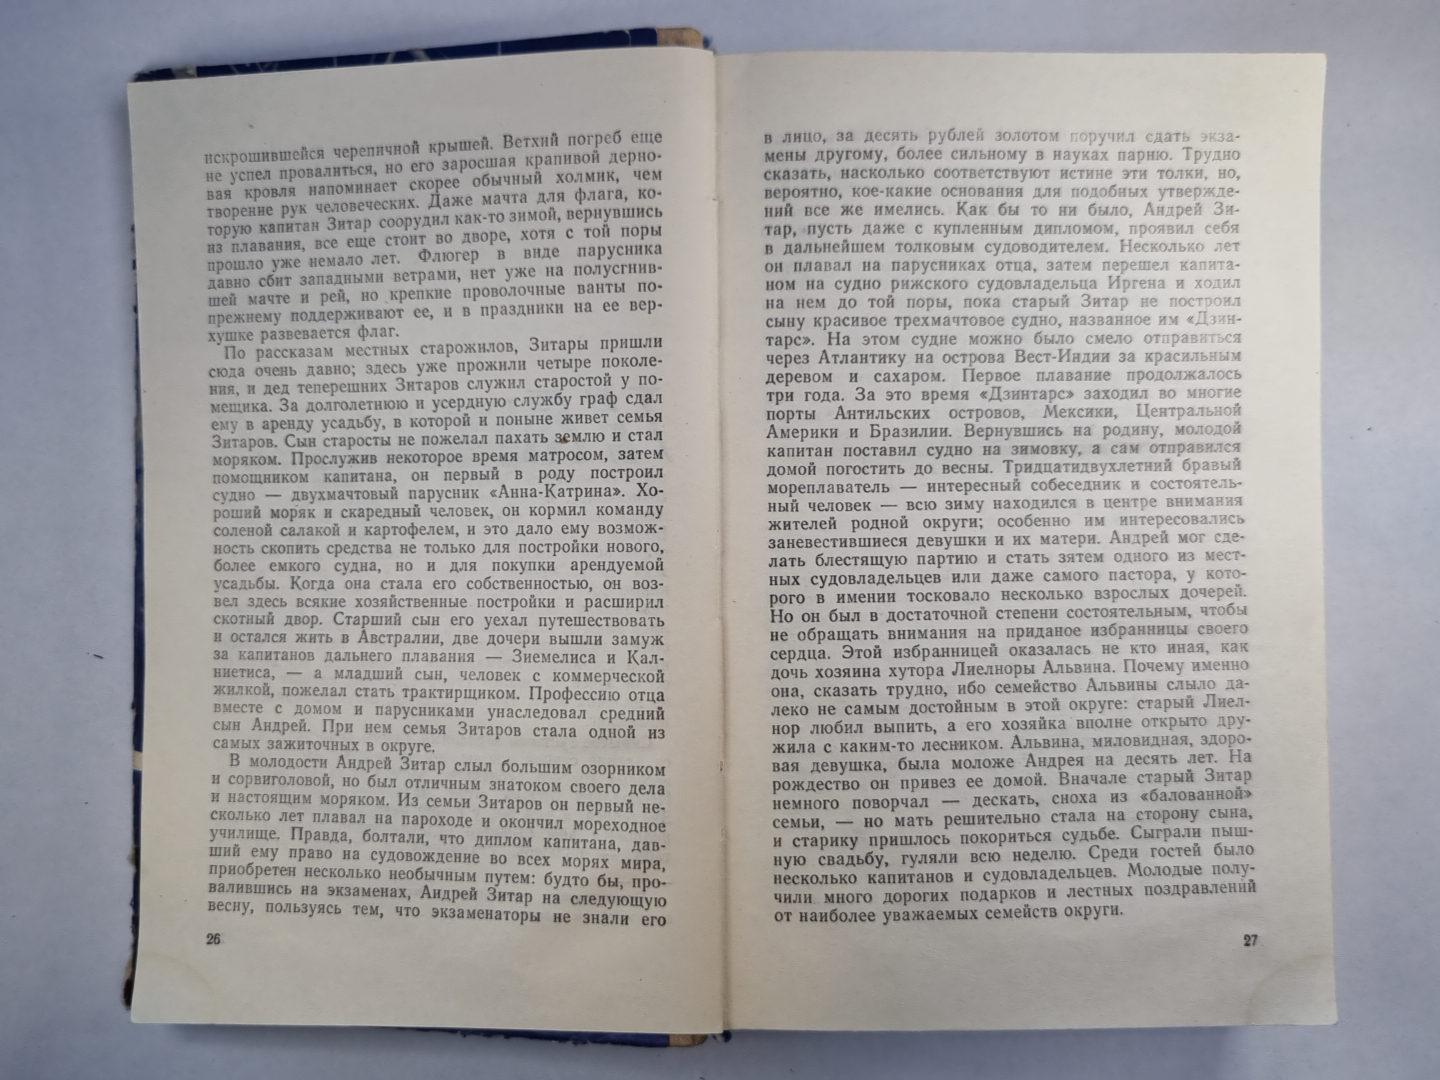 искрошившейся черепичной крышей. Ветхий погреб еще
не успел провалиться, но его заросшая крапивой дерно-
вая кровля напоминает скорее обычный холмик, чем
творение рук человеческих. Даже мачта для флага, ко-
торую капитан Зитар соорудил как-то зимой, вернувшись
из плавания, все еще стоит во дворе, хотя с той поры
прошло уже немало лет. Флюгер в виде парусника
давно сбит западными ветрами, нет уже на полусгнив-
шей мачте и рей, но крепкие проволочные ванты по-
прежнему поддерживают ее, и в праздники на ее вер-
хушке развевается флаг.
По рассказам местных старожилов, Зитары пришли
сюда очень давно; здесь уже прожили четыре поколе-
ния, и дед теперешних Зитаров служил старостой у по-
мещика. За долголетнюю и усердную службу граф сдал
ему в аренду усадьбу, в которой и поныне живет семья
Зитаров. Сын старосты не пожелал пахать землю и стал
моряком. Прослужив некоторое время матросом, затем
помощником капитана, он первый в роду построил
судно — двухмачтовый парусник «Анна-Катрина». Хо-
роший моряк и скаредный человек, он кормил команду
соленой салакой и картофелем, и это дало ему возмож-
ность скопить средства не только для постройки нового,
более емкого судна, но и для покупки арендуемой
усадьбы. Когда она стала его собственностью, он воз-
вел здесь всякие хозяйственные постройки и расширил
скотный двор. Старший сын его уехал путешествовать
и остался жить в Австралии, две дочери вышли замуж
за капитанов дальнего плавания — Зиемелиса и Кал-
ниетиса, — а младший сын, человек с коммерческой
жилкой, пожелал стать трактирщиком. Профессию отца
вместе с домом и парусниками унаследовал средний
сын Андрей. При нем семья Зитаров стала одной из
самых зажиточных в округе.
В молодости Андрей Зитар слыл большим озорником
и сорвиголовой, но был отличным знатоком своего дела
и настоящим моряком. Из семьи Зитаров он первый не-
сколько лет плавал на пароходе и окончил мореходное
училище. Правда, болтали, что диплом капитана, дав-
ший ему право на судовождение во всех морях мира,
приобретен несколько необычным путем: будто бы, про-
валившись на экзаменах, Андрей Зитар на следующую
весну, пользуясь тем, что экзаменаторы не знали его
26
в лицо, за десять рублей золотом поручил сдать экза-
мены другому, более сильному в науках парню. Трудно
сказать, насколько соответствуют истине эти толки, но,
вероятно, кое-какие основания для подобных утвержде-
ний все же имелись. Как бы то ни было, Андрей Зи-
тар, пусть даже с купленным дипломом, проявил себя
в дальнейшем толковым судоводителем. Несколько лет
он плавал на парусниках отца, затем перешел капита-
ном на судно рижского судовладельца Иргена и ходил
на нем до той поры, пока старый Зитар не построил
сыну красивое трехмачтовое судно, названное им «Дзин-
тарс». На этом судне можно было смело отправиться
через Атлантику на острова Вест-Индии за красильным
деревом и сахаром. Первое плавание продолжалось
три года. За это время «Дзинтарс» заходил во многие
порты Антильских островов, Мексики, Центральной
Америки и Бразилии. Вернувшись на родину, молодой
капитан поставил судно на зимовку, а сам отправился
домой погостить до весны. Тридцатидвухлетний бравый
мореплаватель — интересный собеседник и состоятель-
ный человек — всю зиму находился в центре внимания
жителей родной округи; особенно им интересовались
заневестившиеся девушки и их матери. Андрей мог сде-
лать блестящую партию и стать зятем одного из мест-
ных судовладельцев или даже самого пастора, у кото-
рого в имении тосковало несколько взрослых дочерей.
Но он был в достаточной степени состоятельным, чтобы
не обращать внимания на приданое избранницы своего
сердца. Этой избранницей оказалась не кто иная, как
дочь хозяина хутора Лиелноры Альвина. Почему именно
она, сказать трудно, ибо семейство Альвины слыло да-
леко не самым достойным в этой округе: старый Лиел-
нор любил выпить, а его хозяйка вполне открыто дру-
жила с каким-то лесником. Альвина, миловидная, здоро-
вая девушка, была моложе Андрея на десять лет. На
рождество он привез ее домой. Вначале старый Зитар
немного поворчал — дескать, сноха из «балованной»
семьи, — но мать решительно стала на сторону сына,
и старику пришлось покориться судьбе. Сыграли пыш-
ную свадьбу, гуляли всю неделю. Среди гостей было
несколько капитанов и судовладельцев. Молодые полу-
чили много дорогих подарков и лестных поздравлений
от наиболее уважаемых семейств округи.
27